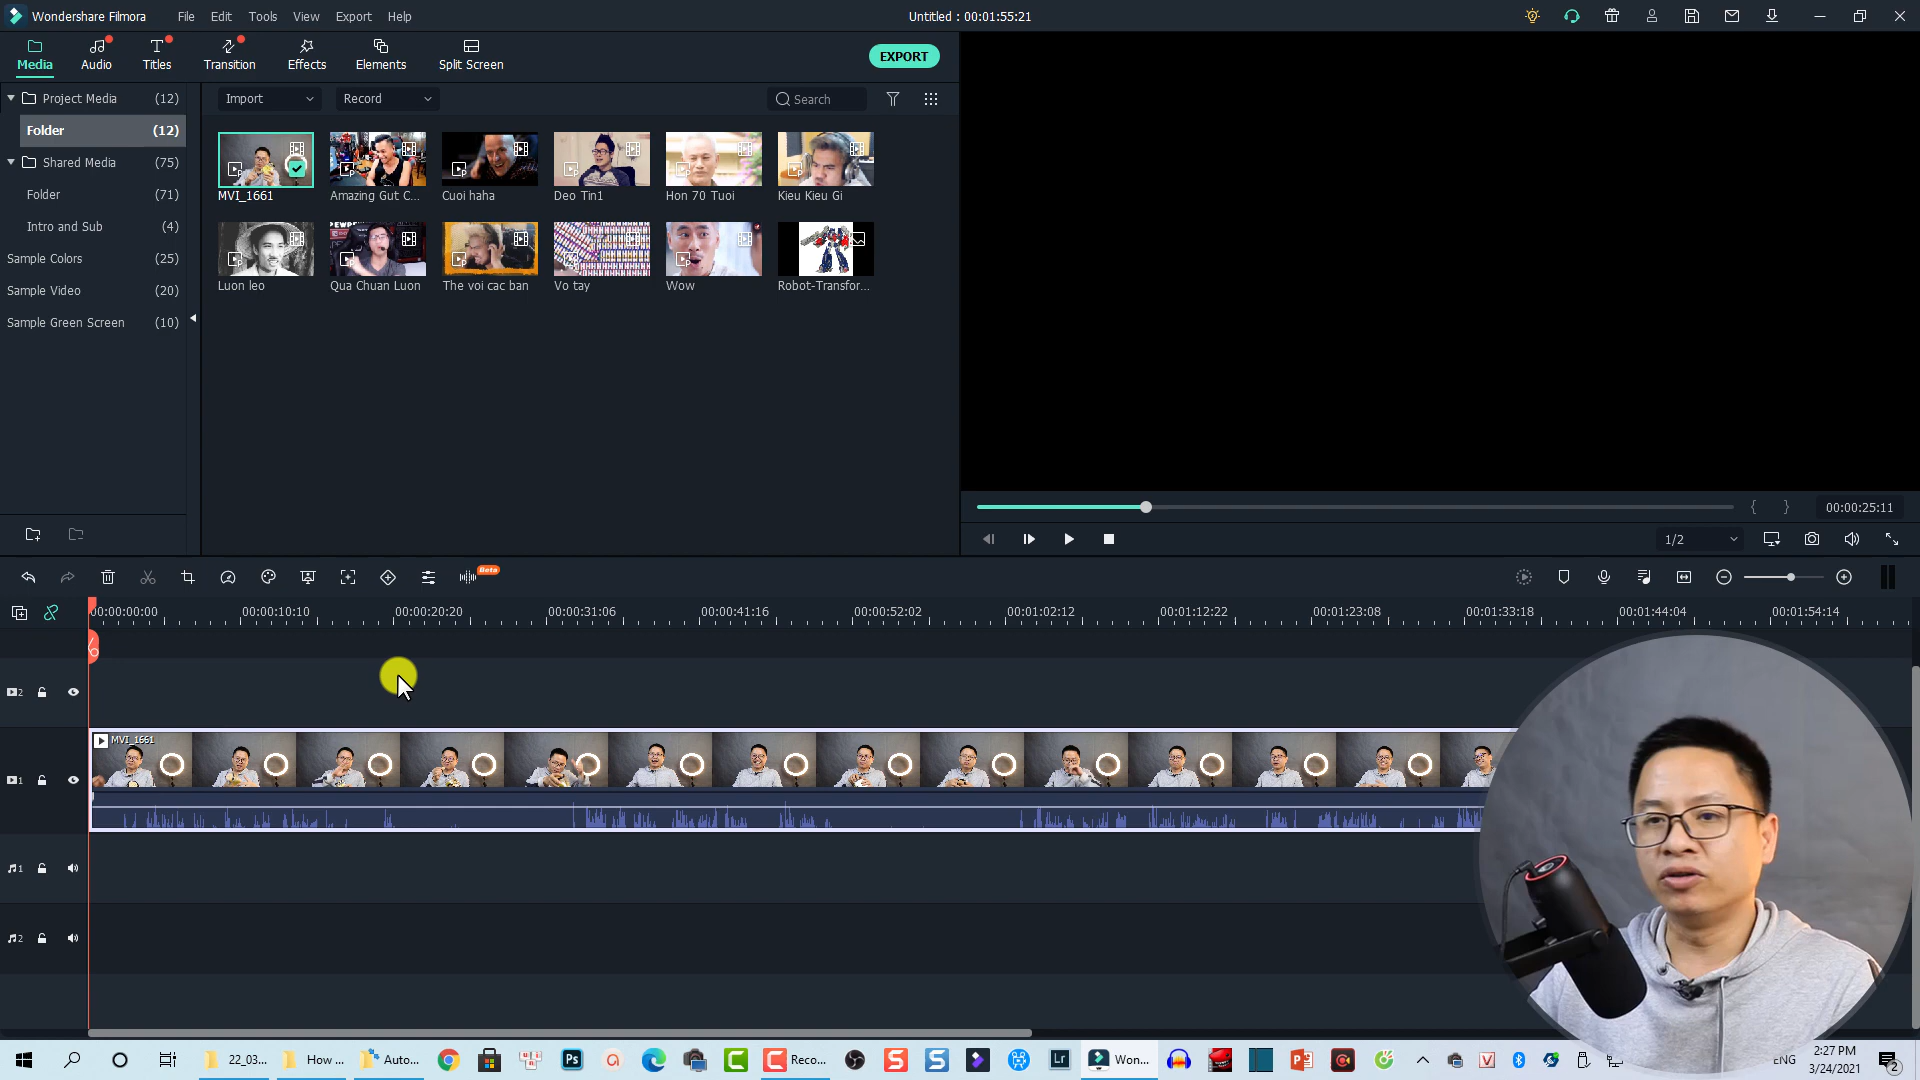 Wondershare Filmora File Edit Tools View Export Help Untitled : 00:01:55:21
Media Audio Titles Transition Effects Elements Split Screen EXPORT
Project Media (12)
Folder (12)
Shared Media (75)
Folder (71)
Intro and Sub (4)
Sample Colors (25)
Sample Video (20)
Sample Green Screen (10)
Import Record Search
MVI_1661 Amazing Gut C... Cuoi haha Deo Tin1 Hon 70 Tuoi Kieu Kieu Gi
Luon leo Qua Chuan Luon The voi cac ban Vo tay Wow Robot-Transfor...
{ } 00:00:25:11
1/2
Beta
00:00:00:00 00:00:10:10 00:00:20:20 00:00:31:06 00:00:41:16 00:00:52:02 00:01:02:12 00:01:12:22 00:01:23:08 00:01:33:18 00:01:44:04 00:01:54:14
2
MVI_1661
1
1
2
22_03... How ... Auto... Ps Reco... Lr Won... ENG 2:27 PM
3/24/2021
2